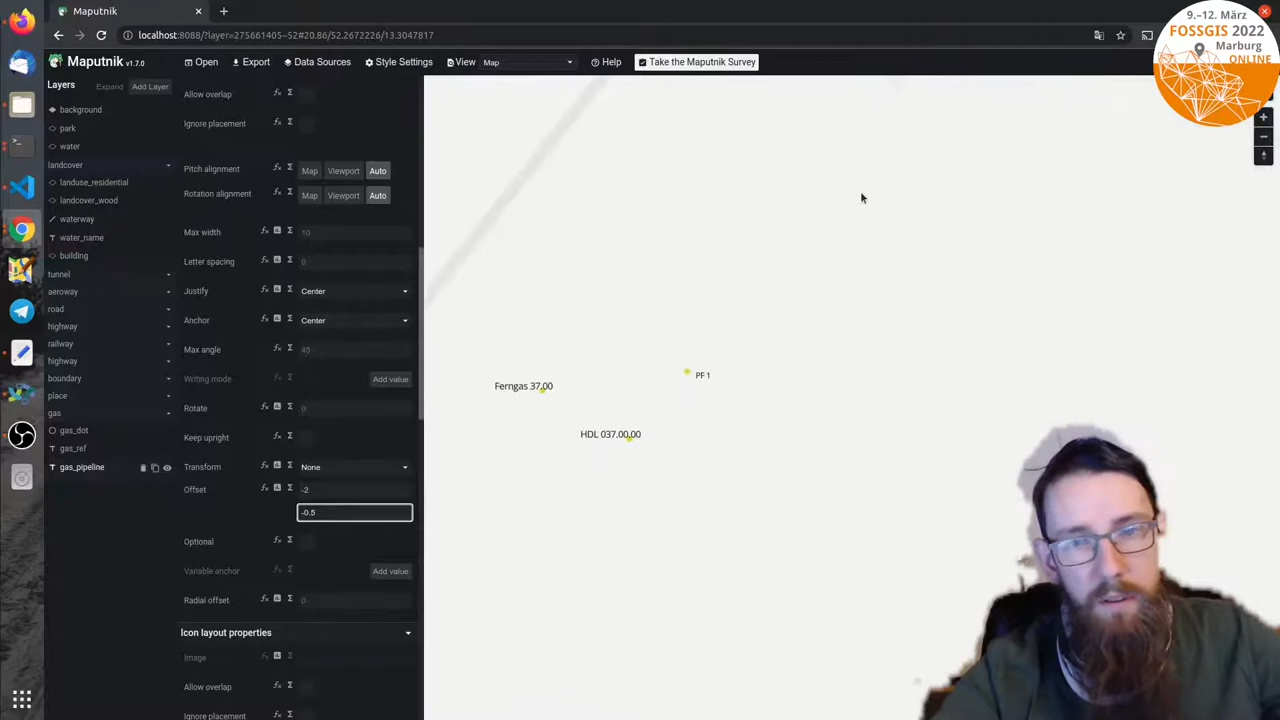 Maputnik
localhost:8088/?layer=275661405~52#20.86/52.2672226/13.3047817
Maputnik v1.7.0
Open
Export
Data Sources
Style Settings
View
Map
Help
Take the Maputnik Survey
9.–12. März
FOSSGIS 2022
Marburg
ONLINE
Layers
Expand
Add Layer
background
park
water
landcover
landuse_residential
landcover_wood
waterway
water_name
building
tunnel
aeroway
road
highway
railway
highway
boundary
place
gas
gas_dot
gas_ref
gas_pipeline
Allow overlap
Ignore placement
Pitch alignment
Map
Viewport
Auto
Rotation alignment
Map
Viewport
Auto
Max width
10
Letter spacing
0
Justify
Center
Anchor
Center
Max angle
45
Writing mode
Add value
Rotate
0
Keep upright
Transform
None
Offset
-2
-0.5
Optional
Variable anchor
Add value
Radial offset
0
Icon layout properties
Image
Allow overlap
Ignore placement
Ferngas 37.00
PF 1
HDL 037.00.00